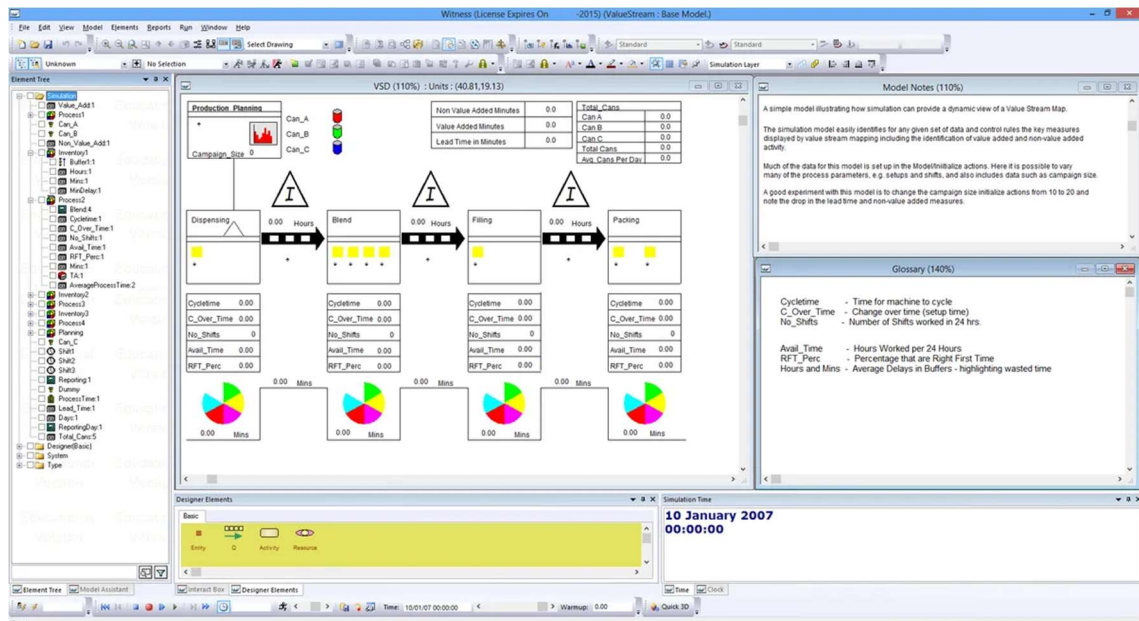 Witness (License Expires On -2015) (ValueStream : Base Model.)
File Edit View Model Elements Reports Run Window Help
Select Drawing
Standard
Standard
Unknown
No Selection
Simulation Layer
Element Tree
Simulation
Value_Add:1
Process1
Can_A
Can_B
Non_Value_Add:1
Inventory1
Buffer1:1
Hours:1
Mins:1
MinDelay:1
Process2
Blend:4
Cycletime:1
C_Over_Time:1
No_Shifts:1
Avail_Time:1
RFT_Perc:1
Mins:1
TA:1
AverageProcessTime:2
Inventory2
Process3
Inventory3
Process4
Planning
Can_C
Shift1
Shift2
Shift3
Reporting:1
Dummy
ProcessTime:1
Lead_Time:1
Days:1
ReportingDay:1
Total_Cans:5
Designer(Basic)
System
Type
Element Tree Model Assistant
VSD (110%) : Units : (40.81,19.13)
Production Planning
Campaign_Size 0
Can_A
Can_B
Can_C
Non Value Added Minutes 0.0
Value Added Minutes 0.0
Lead Time in Minutes 0.0
Total_Cans
Can A 0.0
Can B 0.0
Can C 0.0
Total Cans 0.0
Avg_Cans Per Day 0.0
I I I
Dispensing 0.00 Hours Blend 0.00 Hours Filling 0.00 Hours Packing
Cycletime 0.00 Cycletime 0.00 Cycletime 0.00 Cycletime 0.00
C_Over_Time 0.00 C_Over_Time 0.00 C_Over_Time 0.00 C_Over_Time 0.00
No_Shifts 0 No_Shifts 0 No_Shifts 0 No_Shifts 0
Avail_Time 0.00 Avail_Time 0.00 Avail_Time 0.00 Avail_Time 0.00
RFT_Perc 0.00 RFT_Perc 0.00 RFT_Perc 0.00 RFT_Perc 0.00
0.00 Mins 0.00 Mins 0.00 Mins
0.00 Mins 0.00 Mins 0.00 Mins 0.00 Mins
Model Notes (110%)
A simple model illustrating how simulation can provide a dynamic view of a Value Stream Map.
The simulation model easily identifies for any given set of data and control rules the key measures
displayed by value stream mapping including the identification of value added and non-value added
activity.
Much of the data for this model is set up in the Model/Initialize actions. Here it is possible to vary
many of the process parameters, e.g. setups and shifts, and also includes data such as campaign size.
A good experiment with this model is to change the campaign size initialize actions from 10 to 20 and
note the drop in the lead time and non-value added measures.
Glossary (140%)
Cycletime - Time for machine to cycle
C_Over_Time - Change over time (setup time)
No_Shifts - Number of Shifts worked in 24 hrs.
Avail_Time - Hours Worked per 24 Hours
RFT_Perc - Percentage that are Right First Time
Hours and Mins - Average Delays in Buffers - highlighting wasted time
Designer Elements
Basic
Entity Q Activity Resource
Interact Box Designer Elements
Simulation Time
10 January 2007
00:00:00
Time Clock
Time: 10/01/07 00:00:00 Warmup: 0.00 Quick 3D